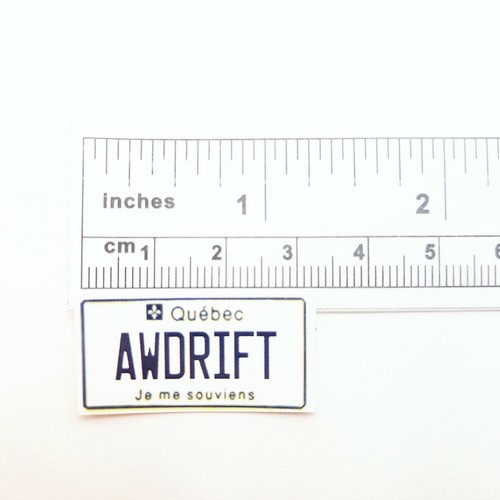 inches 1 2
cm 1 2 3 4 5 6
Québec
AWDRIFT
Je me souviens